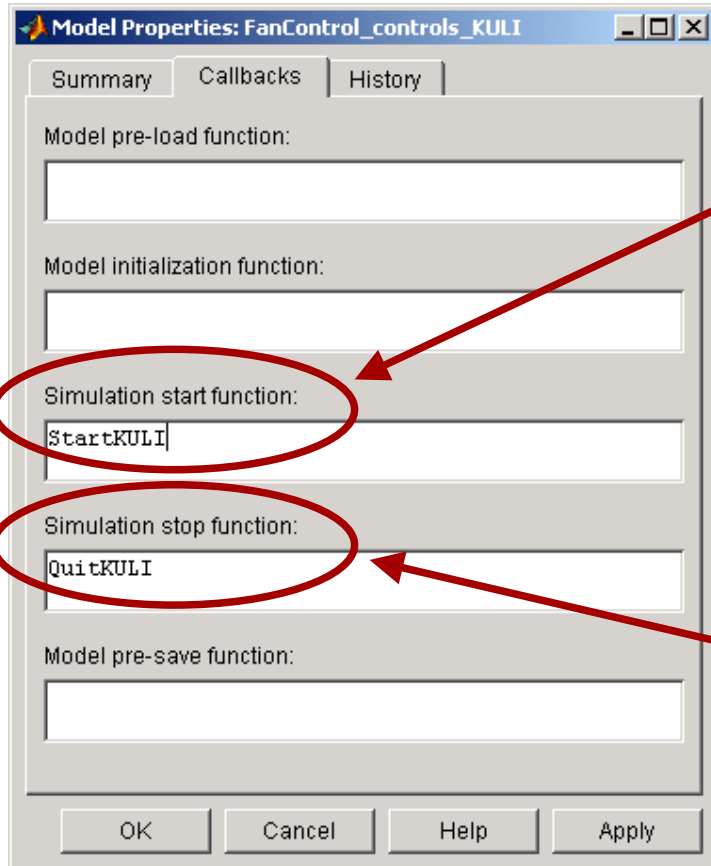 Model Properties: FanControl_controls_KULI
Summary Callbacks History
Model pre-load function:
Model initialization function:
Simulation start function:
StartKULI
Simulation stop function:
QuitKULI
Model pre-save function:
OK Cancel Help Apply